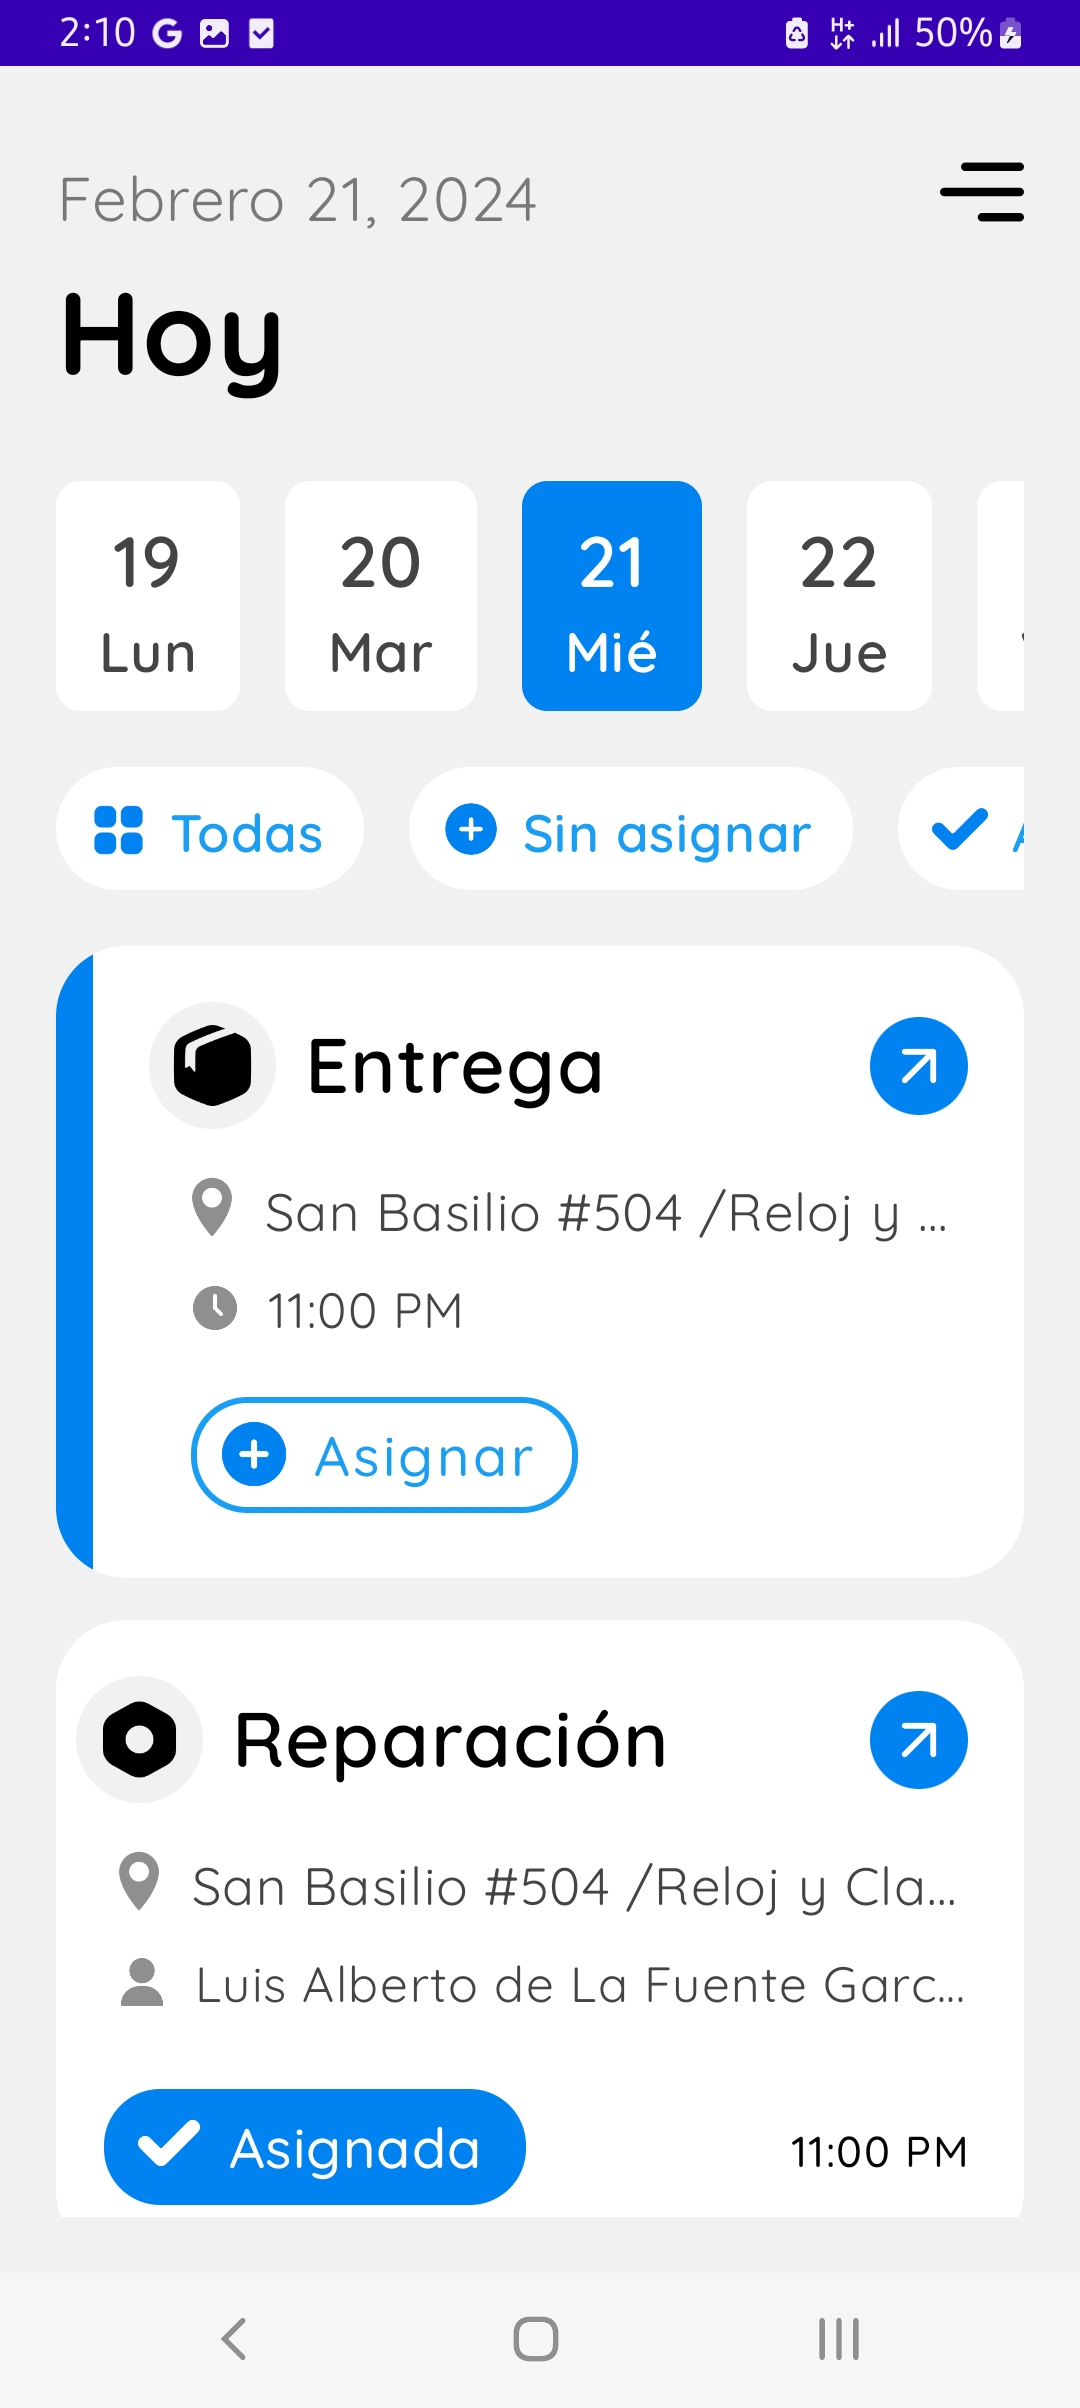 2:10 50%
Febrero 21, 2024
Hoy
19 20 21 22
Lun Mar Mié Jue
Todas Sin asignar
Entrega
San Basilio #504 /Reloj y ...
11:00 PM
Asignar
Reparación
San Basilio #504 /Reloj y Cla...
Luis Alberto de La Fuente Garc...
Asignada 11:00 PM